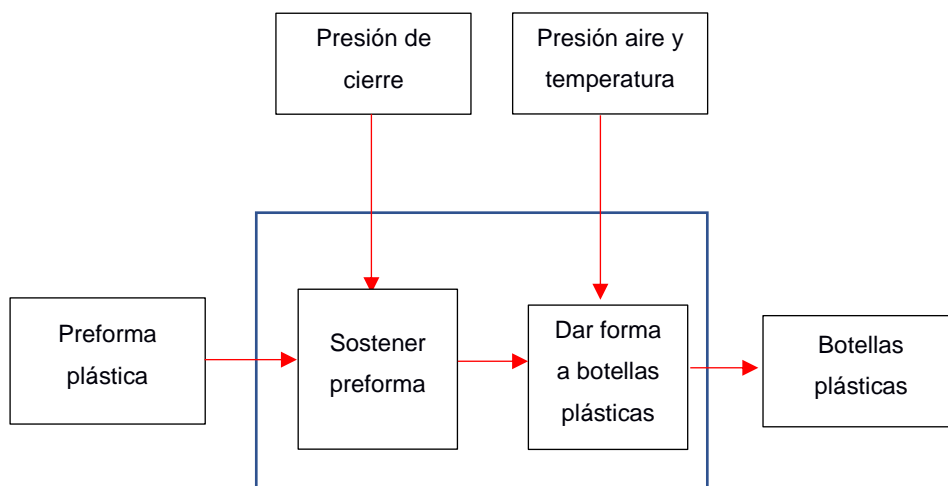 Presión de
cierre
Presión aire y
temperatura
Preforma
plástica
Sostener
preforma
Dar forma
a botellas
plásticas
Botellas
plásticas